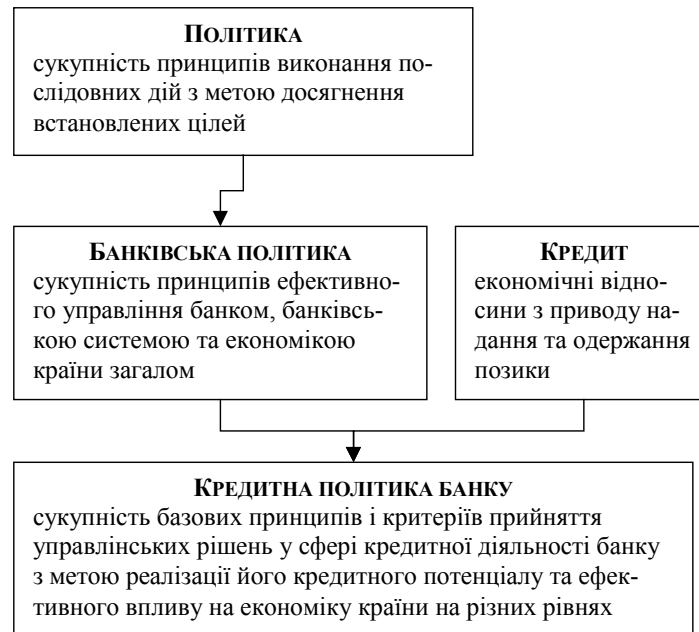 ПОЛІТИКА
сукупність принципів виконання по-
слідовних дій з метою досягнення
встановлених цілей
БАНКІВСЬКА ПОЛІТИКА
сукупність принципів ефективно-
го управління банком, банківсь-
кою системою та економікою
країни загалом
КРЕДИТ
економічні відно-
сини з приводу на-
дання та одержання
позики
КРЕДИТНА ПОЛІТИКА БАНКУ
сукупність базових принципів і критеріїв прийняття
управлінських рішень у сфері кредитної діяльності банку
з метою реалізації його кредитного потенціалу та ефек-
тивного впливу на економіку країни на різних рівнях